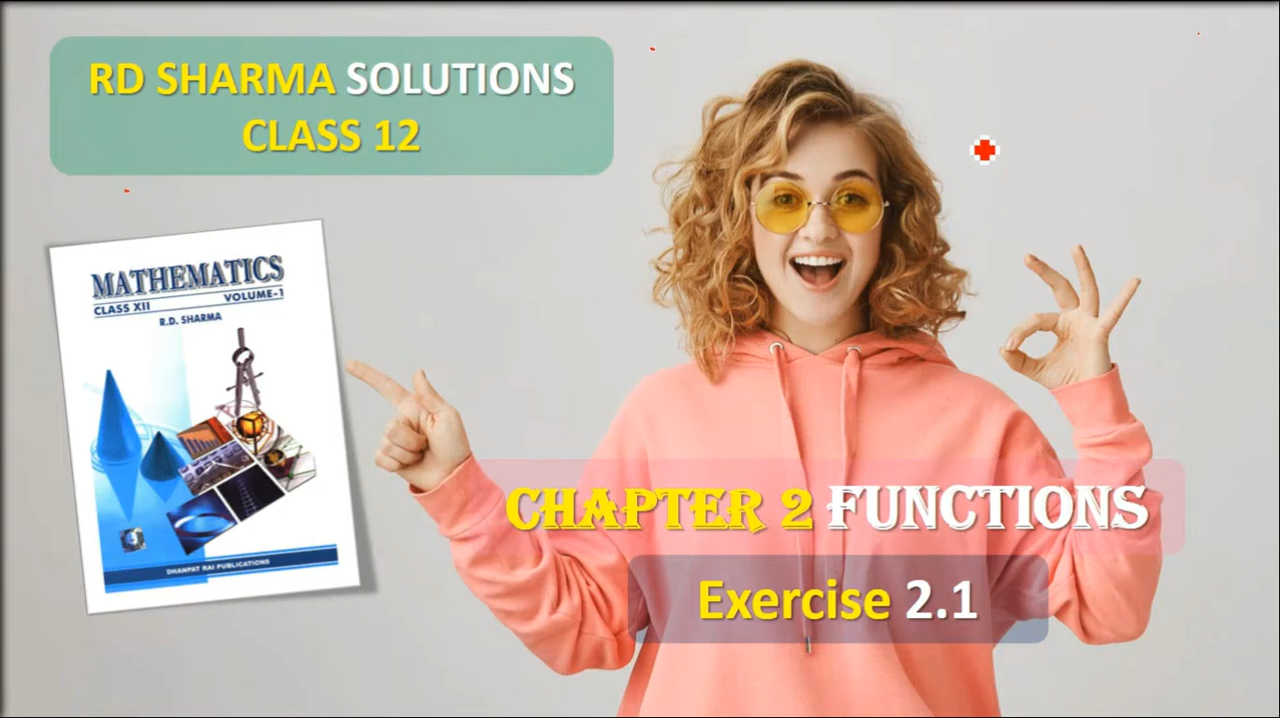 RD SHARMA SOLUTIONS
CLASS 12
MATHEMATICS
CLASS XII VOLUME-1
R.D. SHARMA
DHANPAT RAI PUBLICATIONS
CHAPTER 2 FUNCTIONS
Exercise 2.1